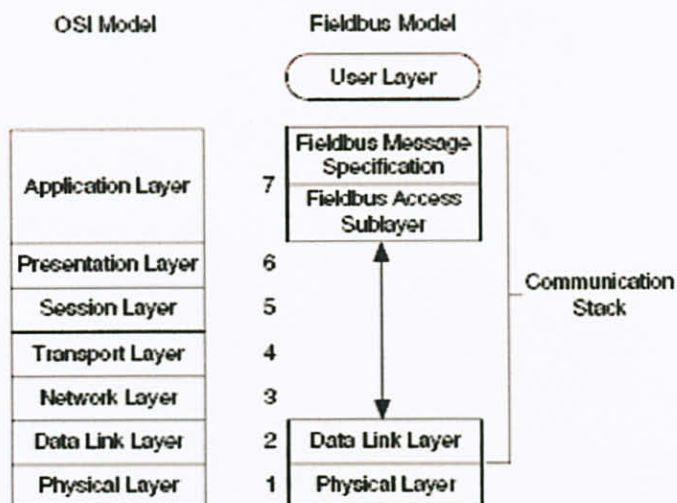 OSI Model
Fieldbus Model
User Layer
Application Layer
7
Fieldbus Message
Specification
Fieldbus Access
Sublayer
Presentation Layer
6
Session Layer
5
Transport Layer
4
Network Layer
3
Data Link Layer
2
Data Link Layer
Physical Layer
1
Physical Layer
Communication
Stack